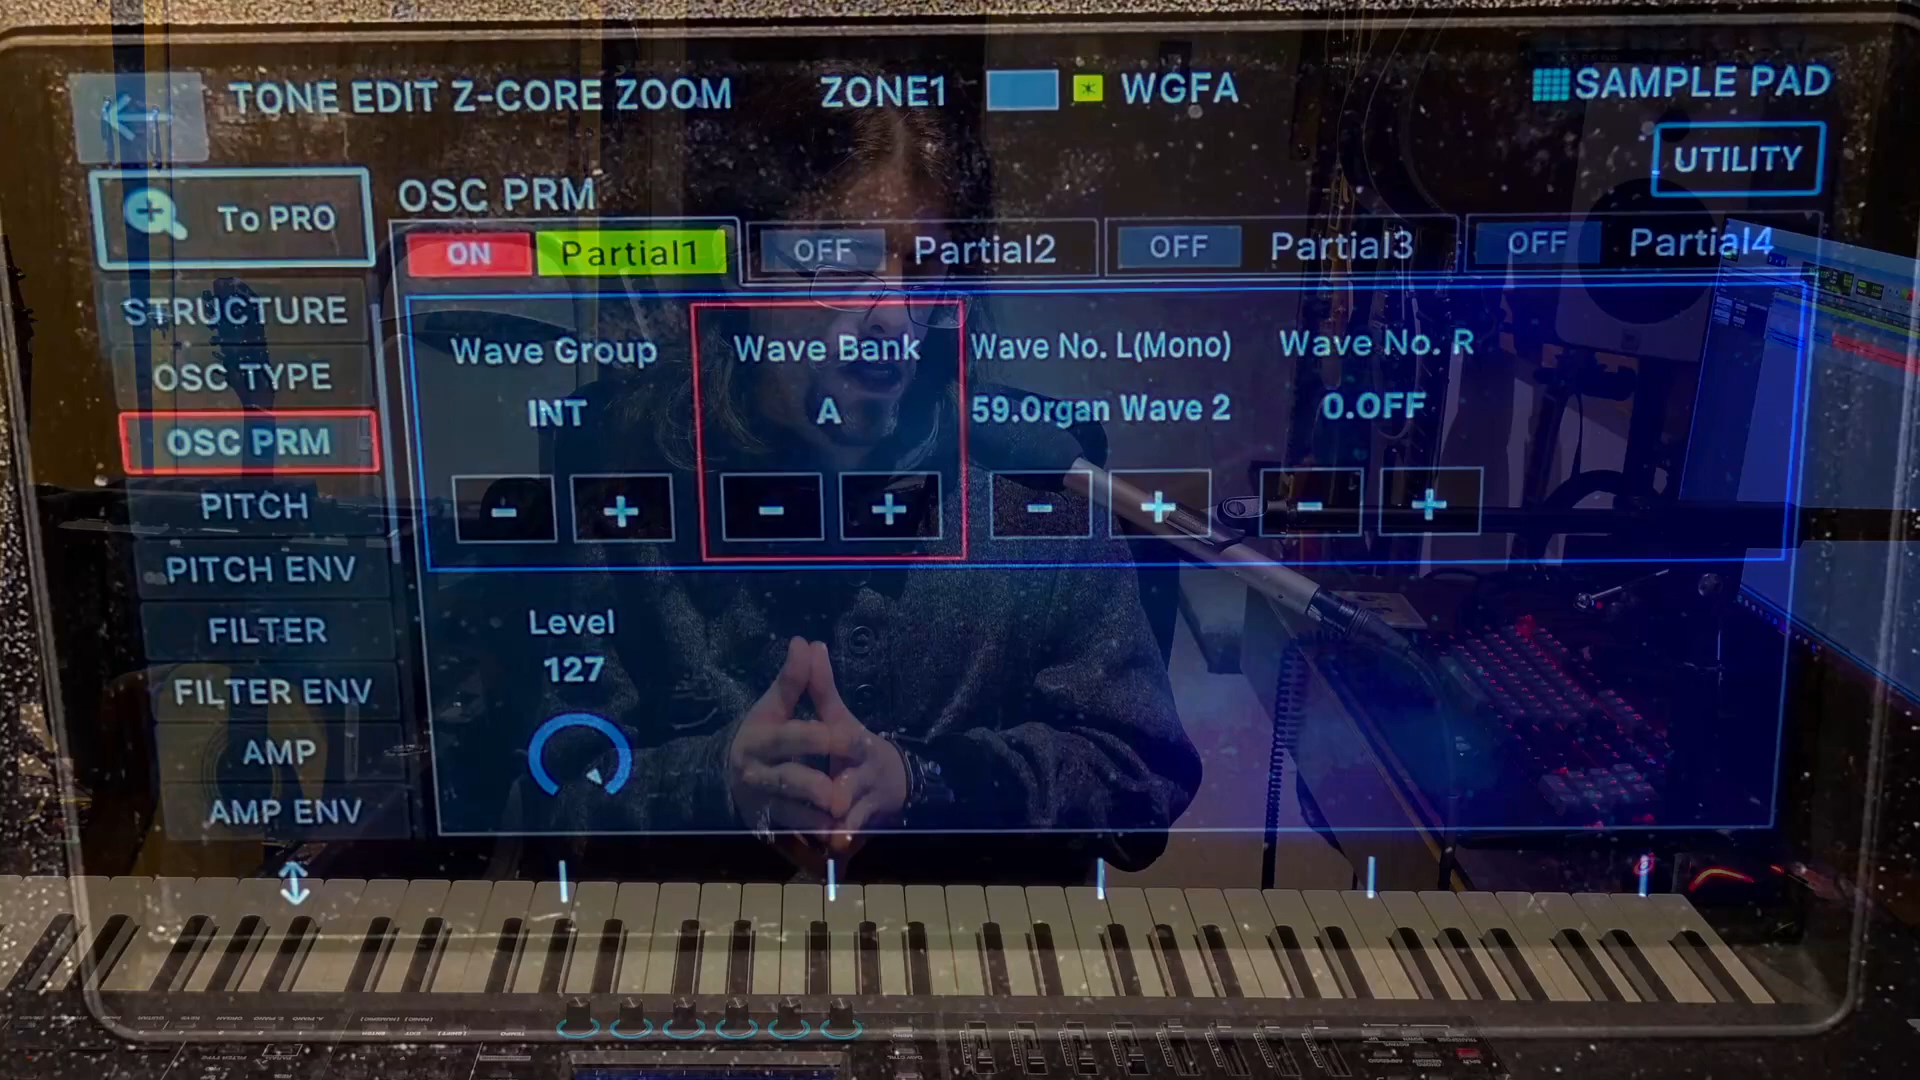 TONE EDIT Z-CORE ZOOM
ZONE1
WGFA
SAMPLE PAD
UTILITY
To PRO
OSC PRM
ON
Partial1
OFF
Partial2
OFF
Partial3
OFF
Partial4
STRUCTURE
OSC TYPE
OSC PRM
PITCH
PITCH ENV
FILTER
FILTER ENV
AMP
AMP ENV
Wave Group
INT
- +
Wave Bank
A
- +
Wave No. L(Mono)
59.Organ Wave 2
- +
Wave No. R
0.OFF
- +
Level
127